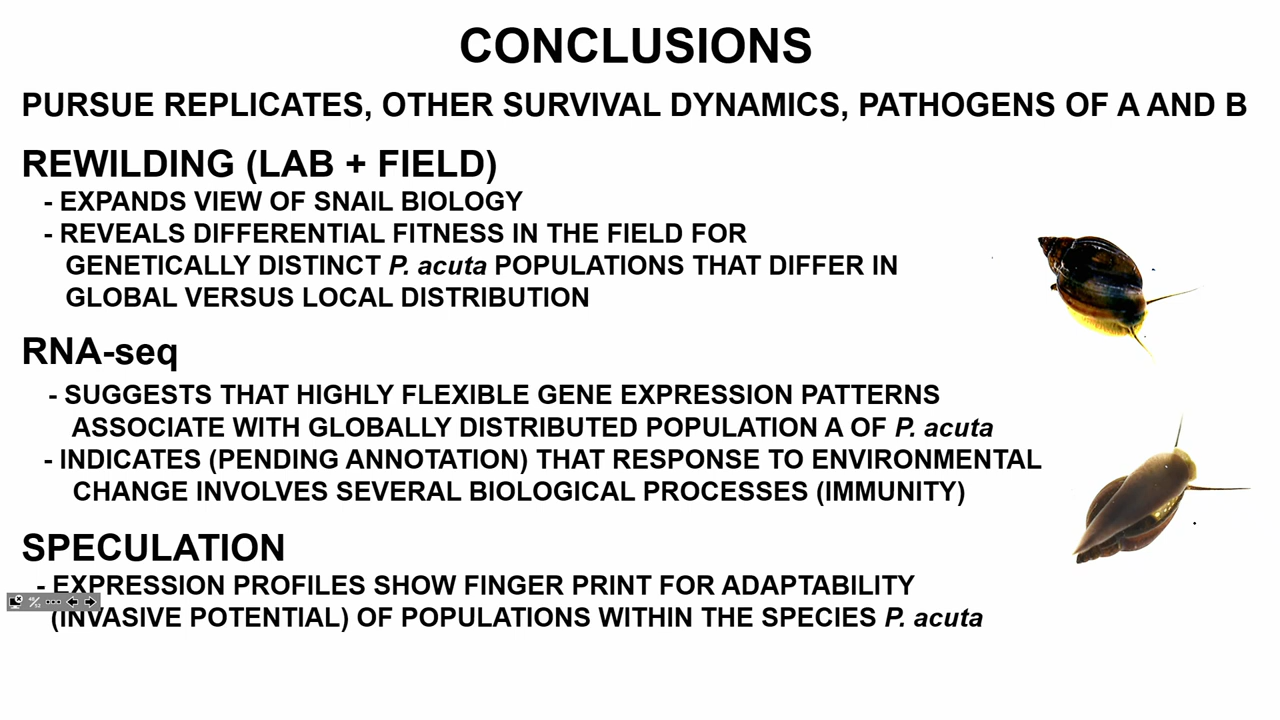 CONCLUSIONS
PURSUE REPLICATES, OTHER SURVIVAL DYNAMICS, PATHOGENS OF A AND B
REWILDING (LAB + FIELD)
- EXPANDS VIEW OF SNAIL BIOLOGY
- REVEALS DIFFERENTIAL FITNESS IN THE FIELD FOR
GENETICALLY DISTINCT P. acuta POPULATIONS THAT DIFFER IN
GLOBAL VERSUS LOCAL DISTRIBUTION
RNA-seq
- SUGGESTS THAT HIGHLY FLEXIBLE GENE EXPRESSION PATTERNS
ASSOCIATE WITH GLOBALLY DISTRIBUTED POPULATION A OF P. acuta
- INDICATES (PENDING ANNOTATION) THAT RESPONSE TO ENVIRONMENTAL
CHANGE INVOLVES SEVERAL BIOLOGICAL PROCESSES (IMMUNITY)
SPECULATION
- EXPRESSION PROFILES SHOW FINGER PRINT FOR ADAPTABILITY
(INVASIVE POTENTIAL) OF POPULATIONS WITHIN THE SPECIES P. acuta